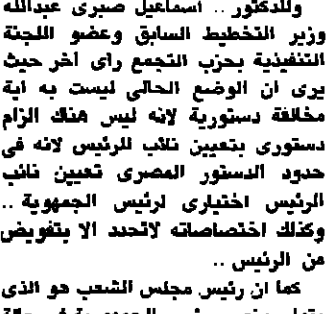 وللدكتور .. اسماعيل صبرى عبدالله
وزير التخطيط السابق وعضو اللجنة
التنفيذية بحزب التجمع راى اخر حيث
يرى ان الوضع الحالى ليست به اية
مخالفة دستورية لانه ليس هناك الزام
دستورى بتعيين نائب للرئيس لانه فى
حدود الدستور المصرى تعيين نائب
الرئيس اختيارى لرئيس الجمهوية ..
وكذلك اختصاصاته لاتحدد الا بتفويض
من الرئيس ..
كما ان رئيس مجلس الشعب هو الذى